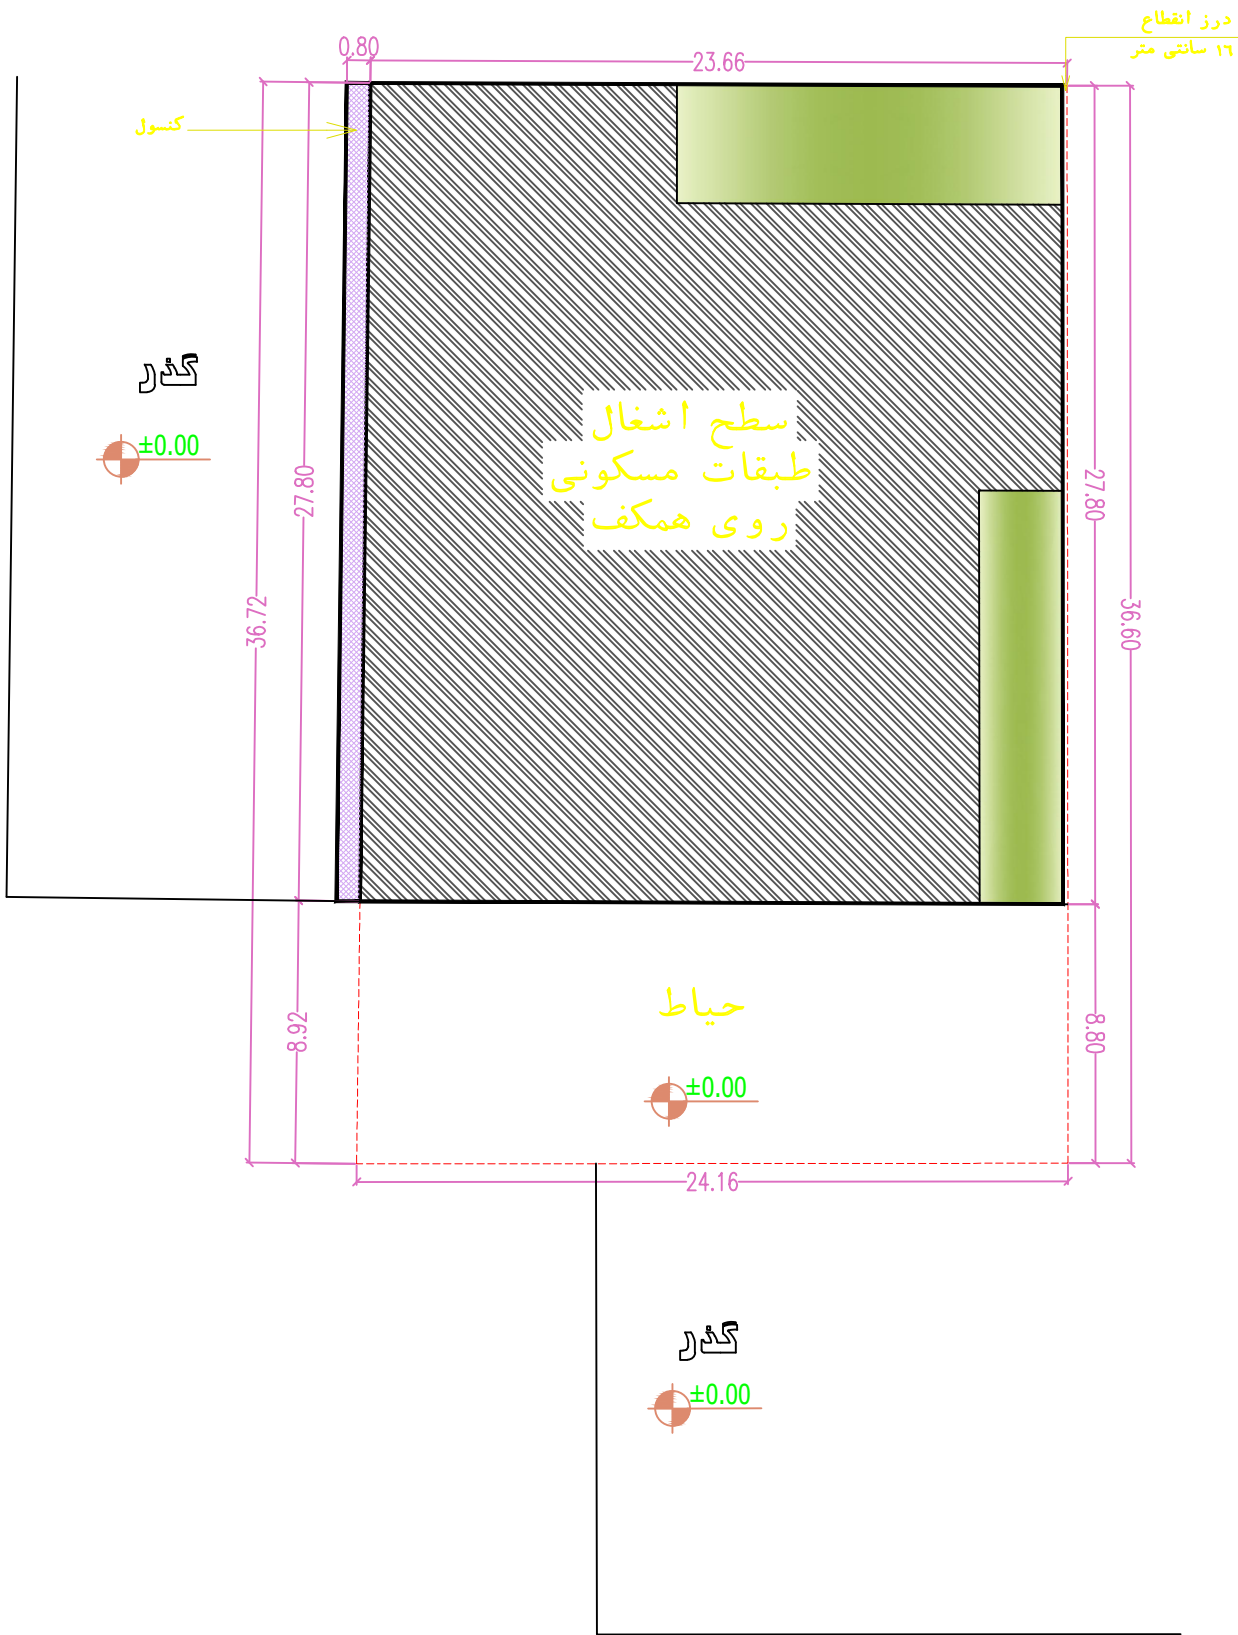 درز انقطاع
۱۶ سانتی متر
0.80
23.66
کنسول
گذر
±0.00
سطح اشغال
طبقات مسکونی
روی همکف
27.80
27.80
36.72
36.60
حیاط
8.92
8.80
±0.00
24.16
گذر
±0.00